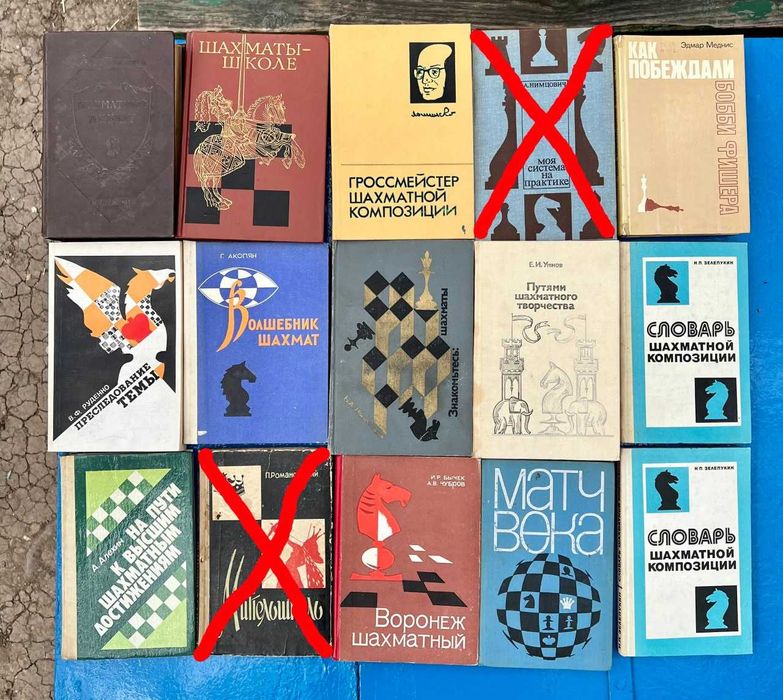 ШАХМАТЫ–
ШКОЛЕ
ГРОССМЕЙСТЕР
ШАХМАТНОЙ
КОМПОЗИЦИИ
А.НИМЦОВИЧ
МОЯ
СИСТЕМА
НА
ПРАКТИКЕ
Эдмар Меднис
КАК
ПОБЕЖДАЛИ
БОББИ ФИШЕРА
В.Ф. РУДЕНКО
ПРЕСЛЕДОВАНИЕ
ТЕМЫ
Г. АКОПЯН
ВОЛШЕБНИК
ШАХМАТ
Знакомьтесь:
шахматы
Е.И. Умнов
Путями
шахматного
творчества
И.П. ЗЕЛЕПУКИН
СЛОВАРЬ
ШАХМАТНОЙ
КОМПОЗИЦИИ
А. Алехин
НА ПУТИ
К ВЫСШИМ
ШАХМАТНЫМ
ДОСТИЖЕНИЯМ
Миттельшпиль
И.Р. БЫЧЕК
А.В. ЧУБРОВ
Воронеж
шахматный
МАТЧ
ВЕКА
И.П. ЗЕЛЕПУКИН
СЛОВАРЬ
ШАХМАТНОЙ
КОМПОЗИЦИИ